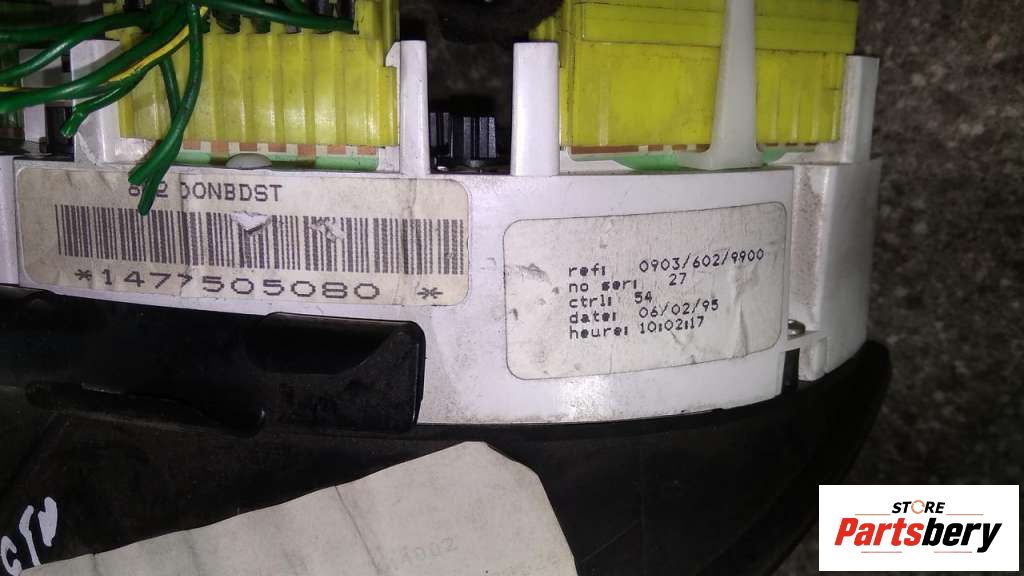 DONBDST
*1477505080 *
ref: 0903/602/9900
no ser: 27
ctrl: 54
date: 06/02/95
heure: 10:02:17
STORE
Partsbery